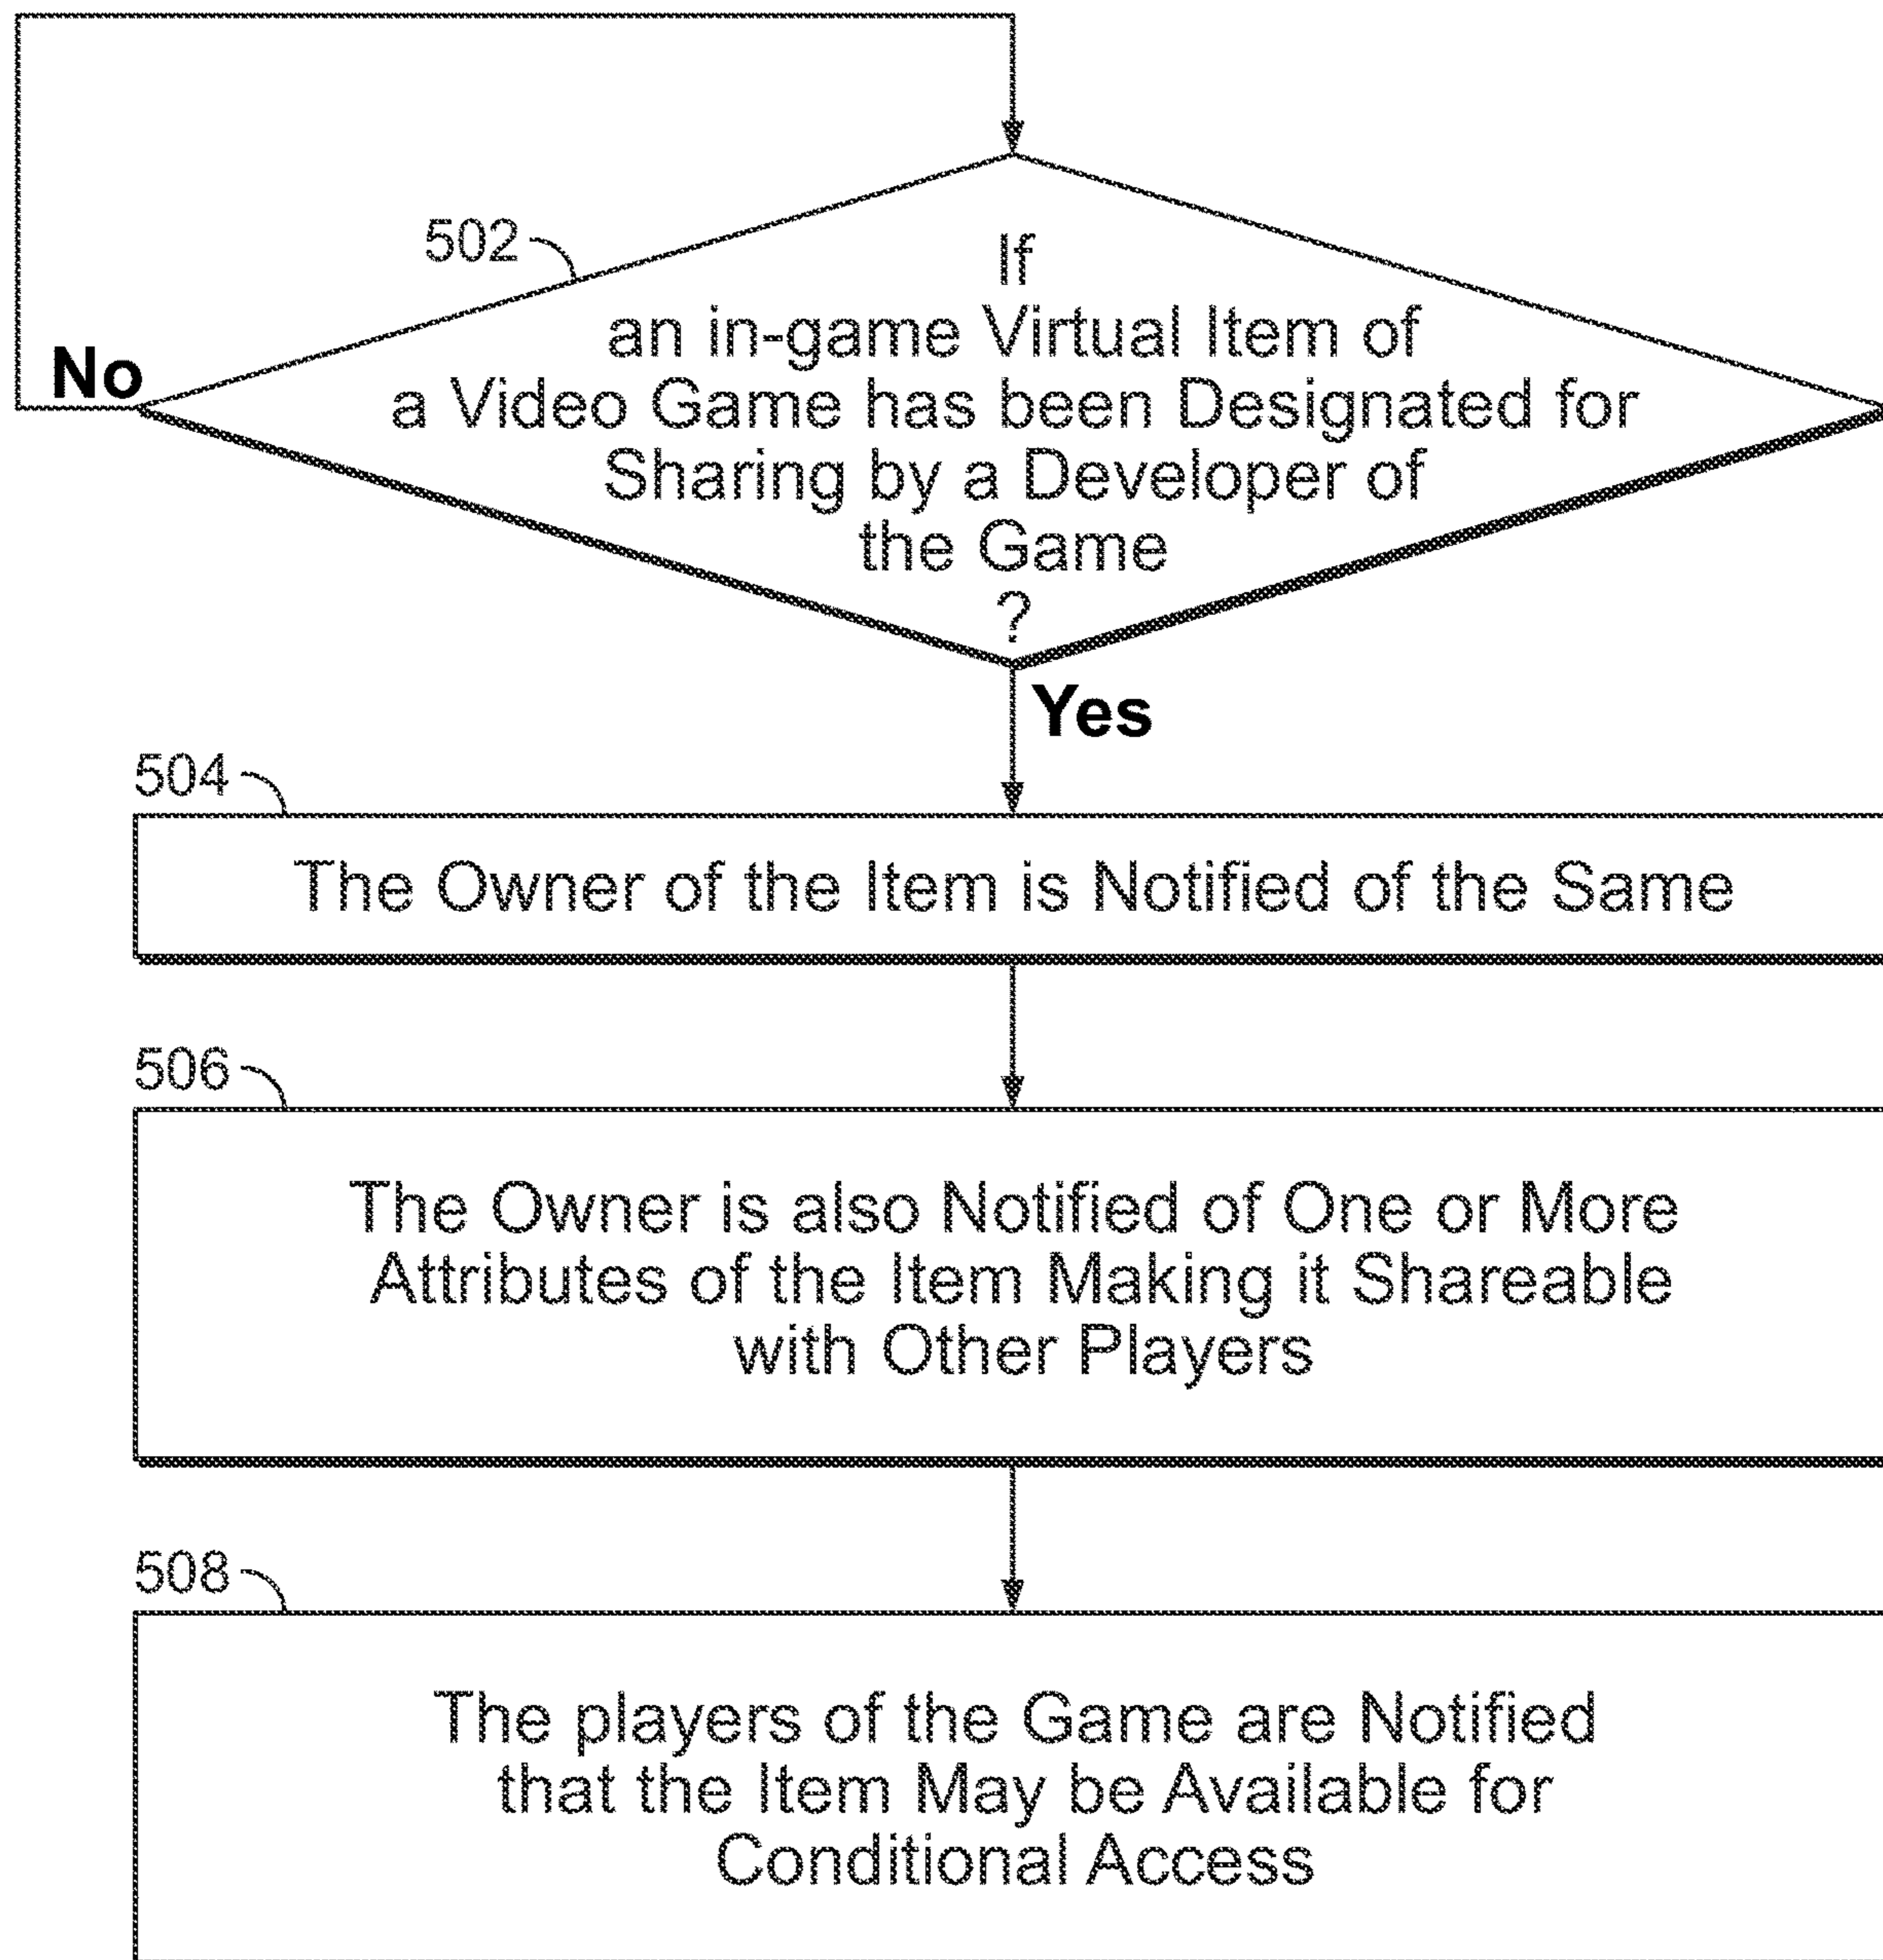 502
If
an in-game Virtual Item of
No
a Video Game has been Designated for
Sharing by a Developer of
the Game
?
Yes
504
The Owner of the Item is Notified of the Same
506
The Owner is also Notified of One or More
Attributes of the Item Making it Shareable
with Other Players
508
The players of the Game are Notified
that the Item May be Available for
Conditional Access